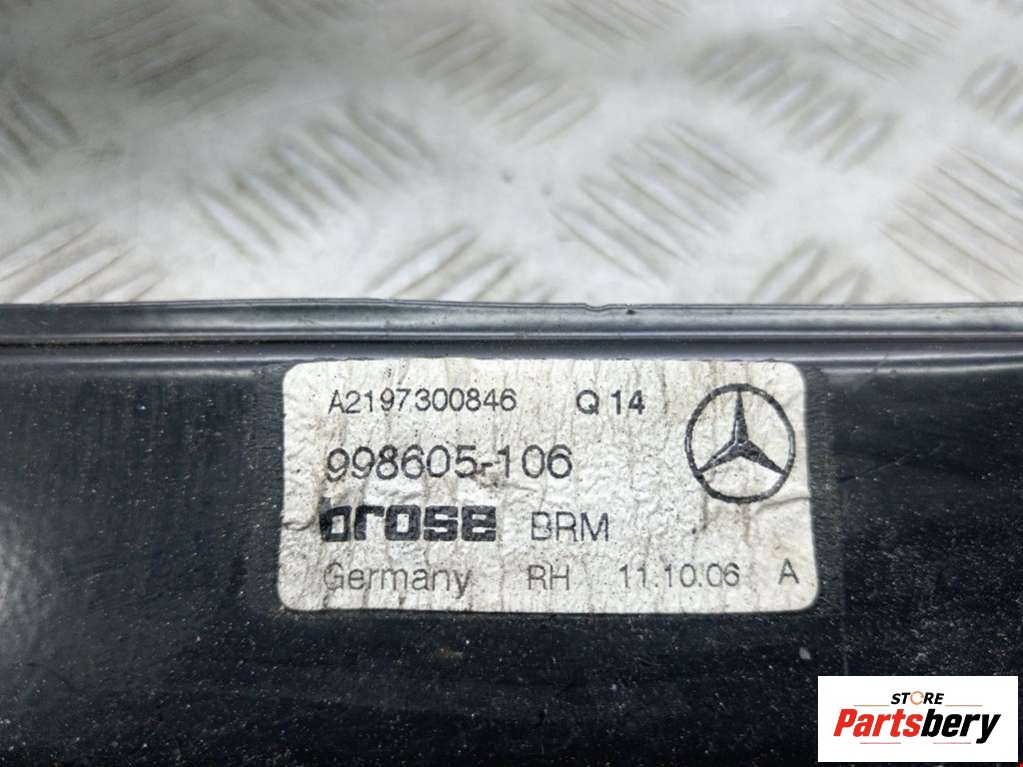 A2197300846 Q 14
998605-106
brose BRM
Germany RH 11.10.06 A
STORE
Partsbery